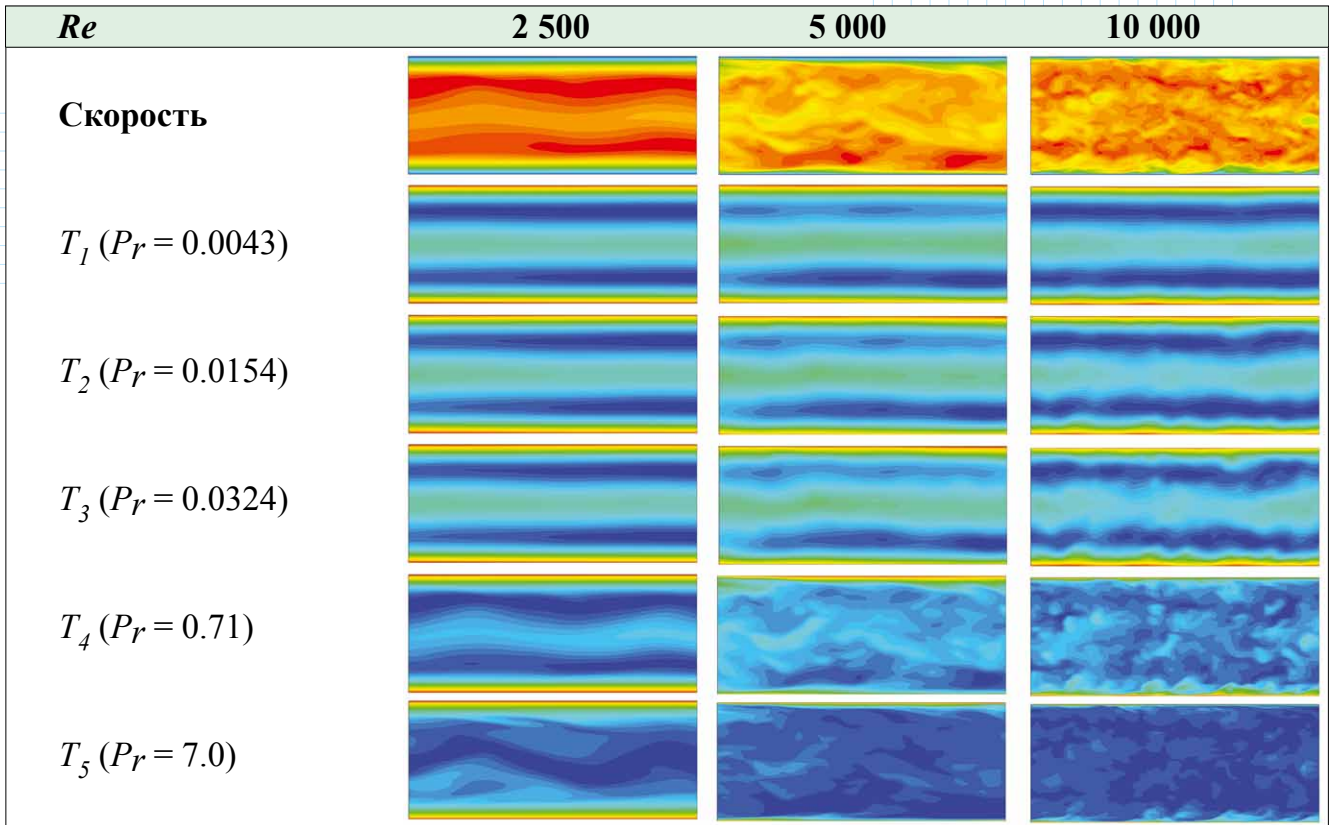 Re 2 500 5 000 10 000
Скорость
T1 (Pr = 0.0043)
T2 (Pr = 0.0154)
T3 (Pr = 0.0324)
T4 (Pr = 0.71)
T5 (Pr = 7.0)